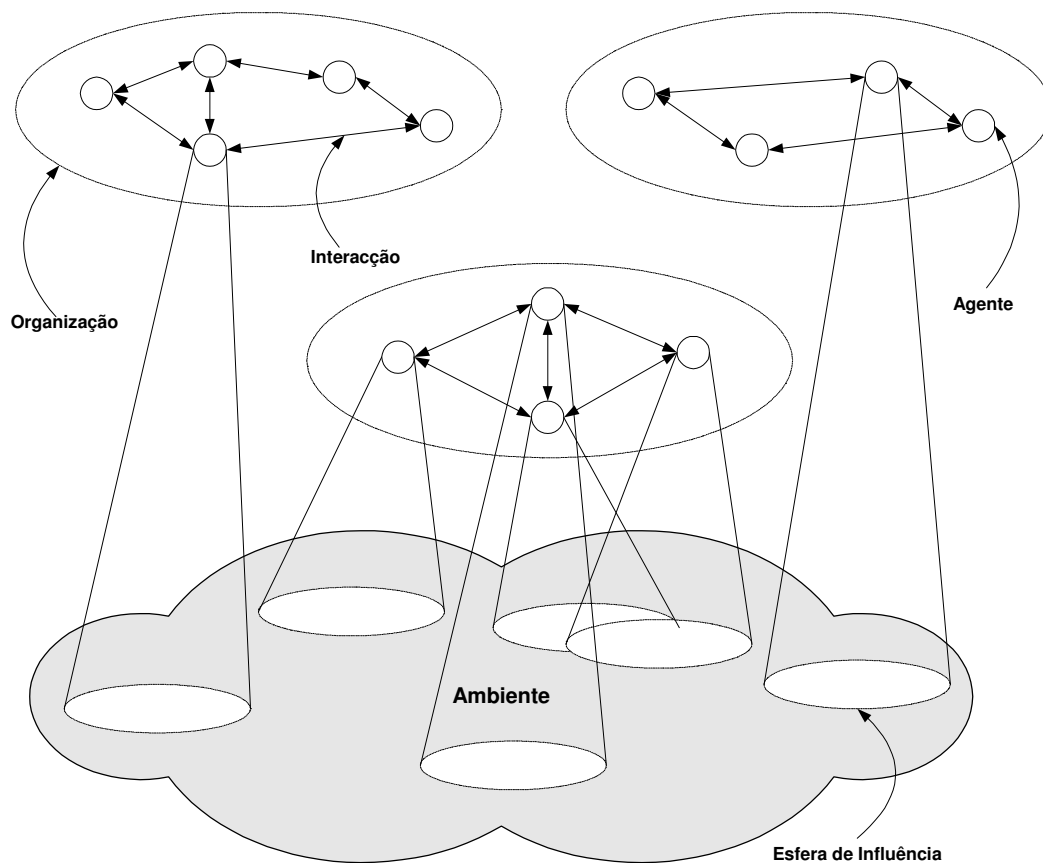 Interacção
Organização
Agente
Ambiente
Esfera de Influência